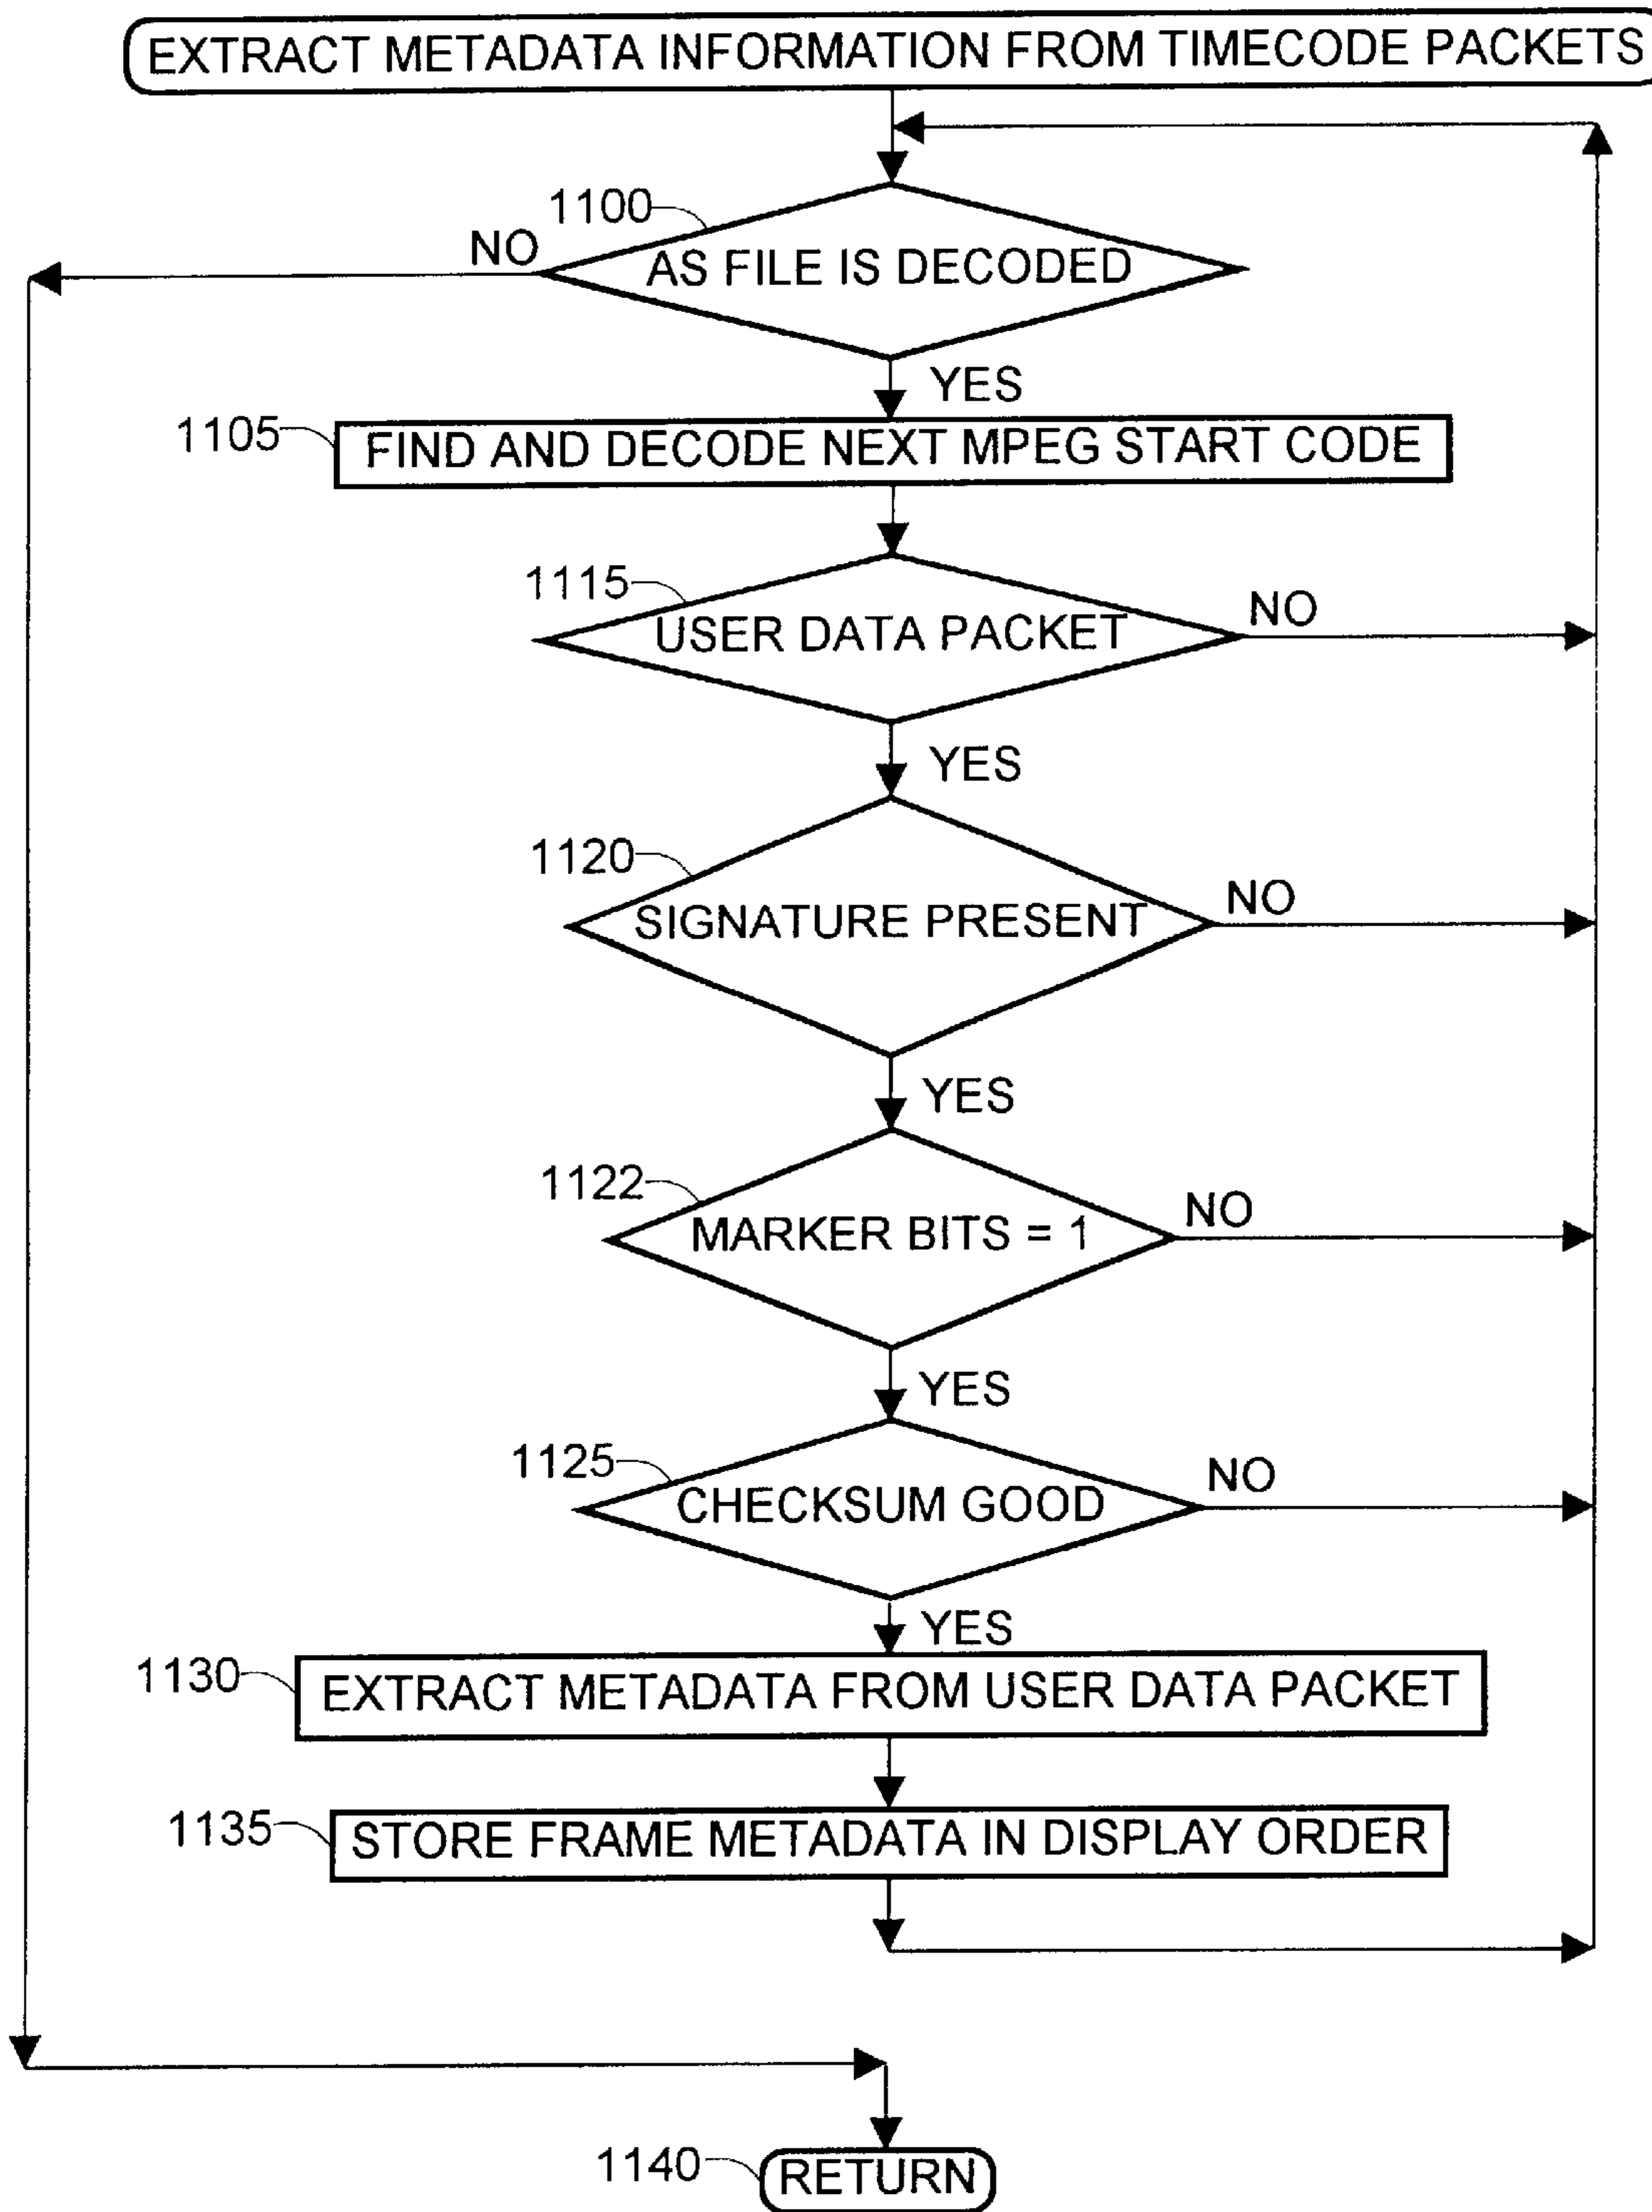 EXTRACT METADATA INFORMATION FROM TIMECODE PACKETS
1100
NO
AS FILE IS DECODED
YES
1105
FIND AND DECODE NEXT MPEG START CODE
1115
NO
USER DATA PACKET
YES
1120
NO
SIGNATURE PRESENT
YES
1122
NO
MARKER BITS = 1
YES
1125
NO
CHECKSUM GOOD
YES
1130
EXTRACT METADATA FROM USER DATA PACKET
1135
STORE FRAME METADATA IN DISPLAY ORDER
1140
RETURN